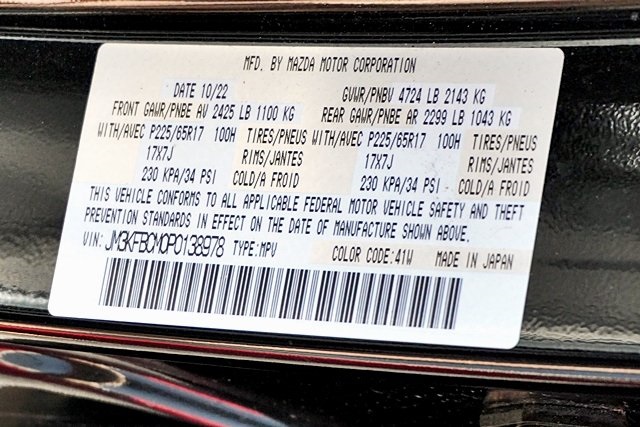 MFD. BY MAZDA MOTOR CORPORATION
DATE 10/22 GVWR/PNBV 4724 LB 2143 KG
FRONT GAWR/PNBE AV 2425 LB 1100 KG REAR GAWR/PNBE AR 2299 LB 1043 KG
WITH/AVEC P225/65R17 100H TIRES/PNEUS WITH/AVEC P225/65R17 100H TIRES/PNEUS
17X7J RIMS/JANTES 17X7J RIMS/JANTES
230 KPA/34 PSI COLD/A FROID 230 KPA/34 PSI COLD/A FROID
THIS VEHICLE CONFORMS TO ALL APPLICABLE FEDERAL MOTOR VEHICLE SAFETY AND THEFT
PREVENTION STANDARDS IN EFFECT ON THE DATE OF MANUFACTURE SHOWN ABOVE.
VIN: JM3KFBCM0P0138978 TYPE:MPV COLOR CODE:41W MADE IN JAPAN